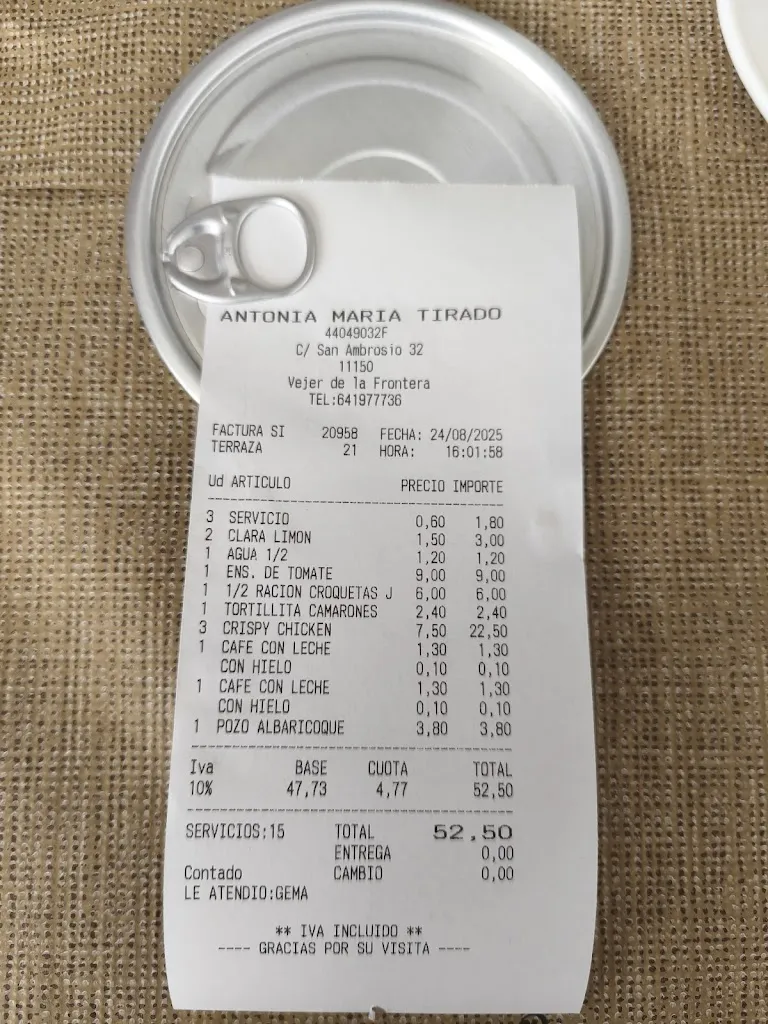 ANTONIA MARIA TIRADO
44049032F
C/ San Ambrosio 32
11150
Vejer de la Frontera
TEL:641977736
FACTURA SI 20958 FECHA: 24/08/2025
TERRAZA 21 HORA: 16:01:58
Ud ARTICULO PRECIO IMPORTE
3 SERVICIO 0,60 1,80
2 CLARA LIMON 1,50 3,00
1 AGUA 1/2 1,20 1,20
1 ENS. DE TOMATE 9,00 9,00
1 1/2 RACION CROQUETAS J 6,00 6,00
1 TORTILLITA CAMARONES 2,40 2,40
3 CRISPY CHICKEN 7,50 22,50
1 CAFE CON LECHE 1,30 1,30
CON HIELO 0,10 0,10
1 CAFE CON LECHE 1,30 1,30
CON HIELO 0,10 0,10
1 POZO ALBARICOQUE 3,80 3,80
Iva BASE CUOTA TOTAL
10% 47,73 4,77 52,50
SERVICIOS:15 TOTAL 52,50
ENTREGA 0,00
Contado CAMBIO 0,00
LE ATENDIO:GEMA
** IVA INCLUIDO **
---- GRACIAS POR SU VISITA ----